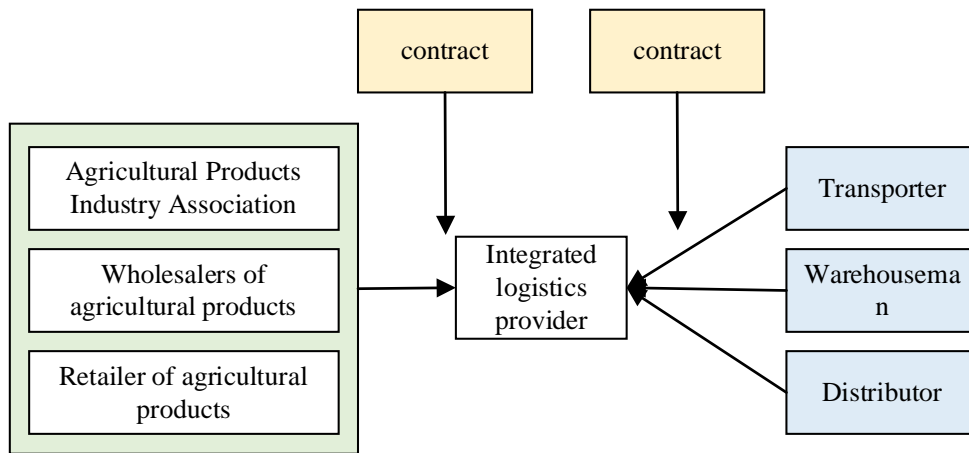 contract
contract
Agricultural Products
Industry Association
Wholesalers of
agricultural products
Retailer of agricultural
products
Integrated
logistics
provider
Transporter
Warehousema
n
Distributor